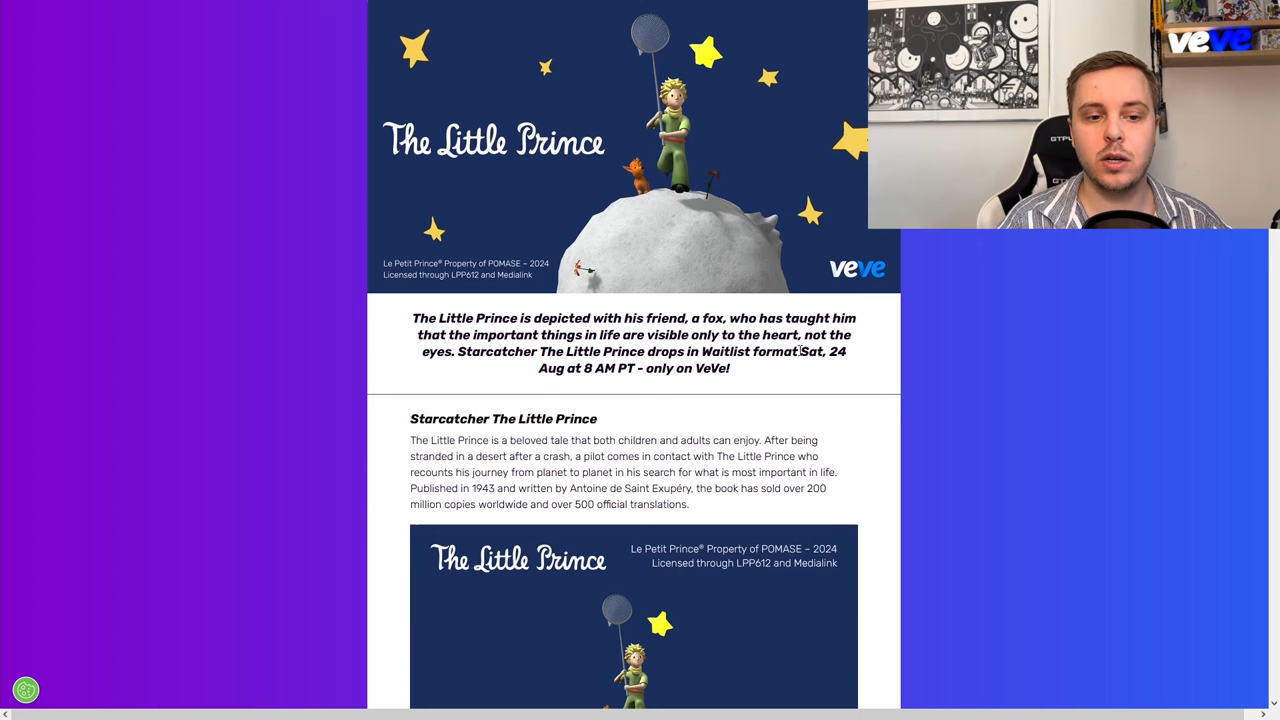 The Little Prince
Le Petit Prince® Property of POMASE – 2024
Licensed through LPP612 and Medialink
veve
veve
GTPL
GT
The Little Prince is depicted with his friend, a fox, who has taught him
that the important things in life are visible only to the heart, not the
eyes. Starcatcher The Little Prince drops in Waitlist format Sat, 24
Aug at 8 AM PT - only on VeVe!
Starcatcher The Little Prince
The Little Prince is a beloved tale that both children and adults can enjoy. After being
stranded in a desert after a crash, a pilot comes in contact with The Little Prince who
recounts his journey from planet to planet in his search for what is most important in life.
Published in 1943 and written by Antoine de Saint Exupéry, the book has sold over 200
million copies worldwide and over 500 official translations.
The Little Prince
Le Petit Prince® Property of POMASE – 2024
Licensed through LPP612 and Medialink